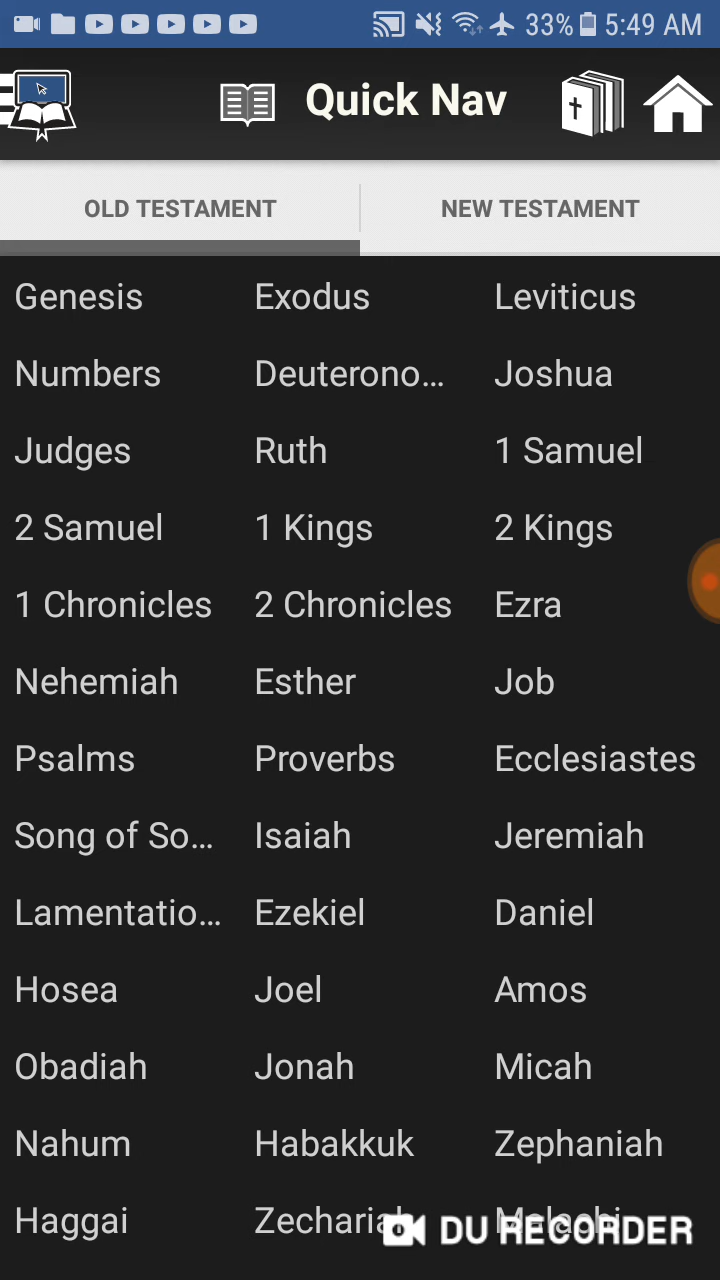 33% 5:49 AM
Quick Nav
OLD TESTAMENT NEW TESTAMENT
Genesis Exodus Leviticus
Numbers Deuterono... Joshua
Judges Ruth 1 Samuel
2 Samuel 1 Kings 2 Kings
1 Chronicles 2 Chronicles Ezra
Nehemiah Esther Job
Psalms Proverbs Ecclesiastes
Song of So... Isaiah Jeremiah
Lamentatio... Ezekiel Daniel
Hosea Joel Amos
Obadiah Jonah Micah
Nahum Habakkuk Zephaniah
Haggai Zechariah Malachi
DU RECORDER